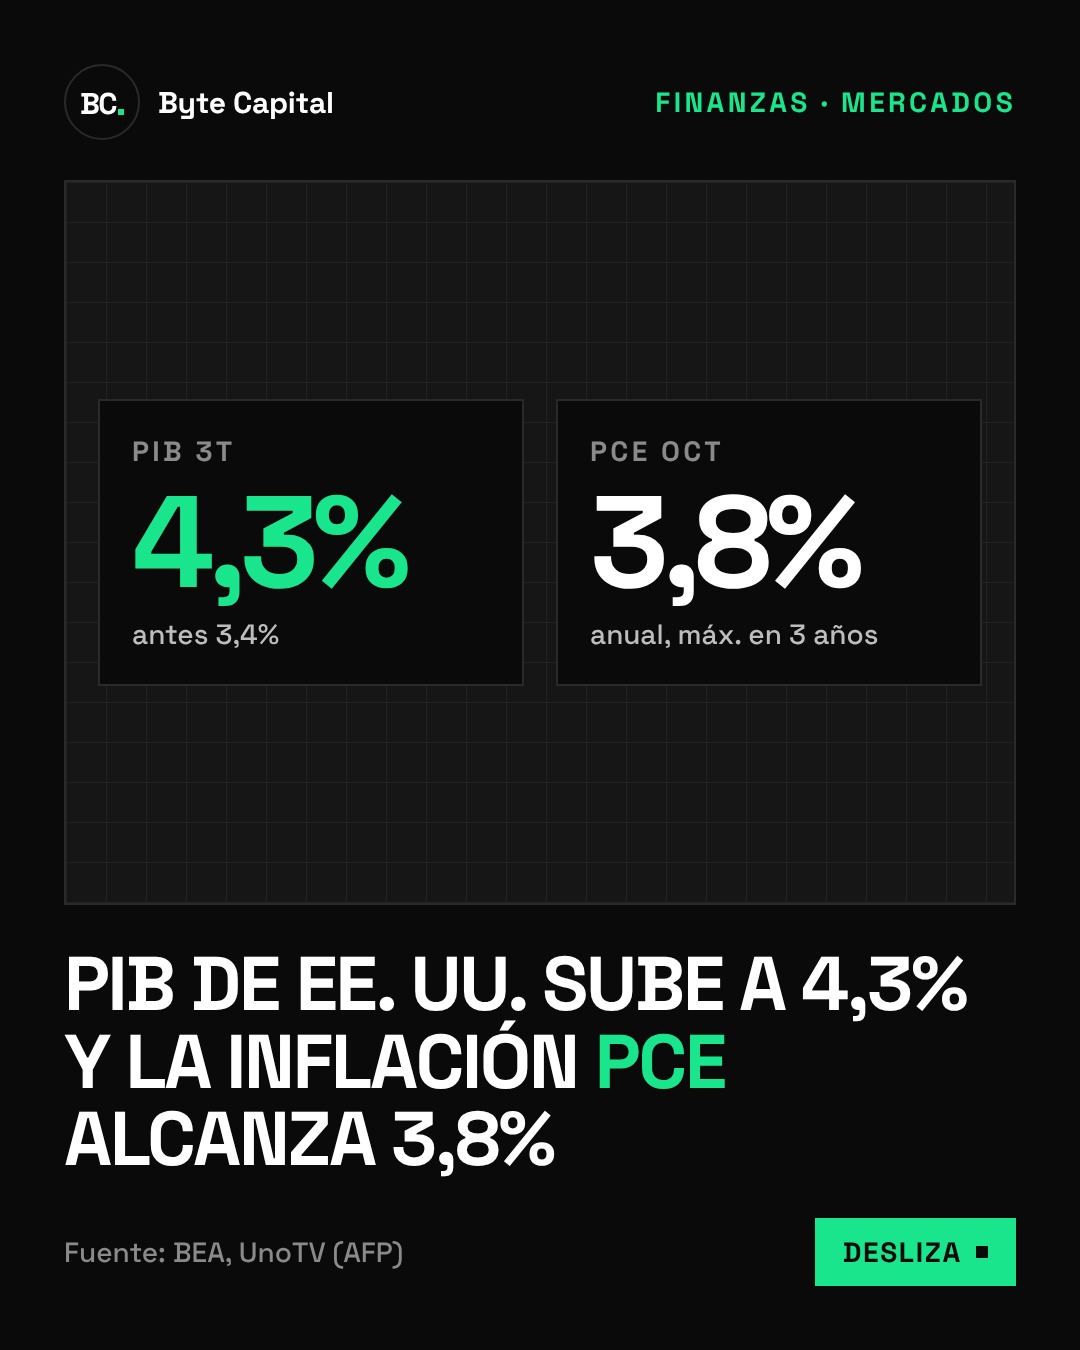 BC.
Byte Capital
FINANZAS · MERCADOS
PIB 3T
4,3%
antes 3,4%
PCE OCT
3,8%
anual, máx. en 3 años
PIB DE EE. UU. SUBE A 4,3%
Y LA INFLACIÓN PCE
ALCANZA 3,8%
Fuente: BEA, UnoTV (AFP)
DESLIZA